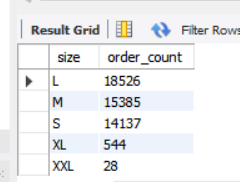 Result Grid Filter Rows
size order_count
L 18526
M 15385
S 14137
XL 544
XXL 28